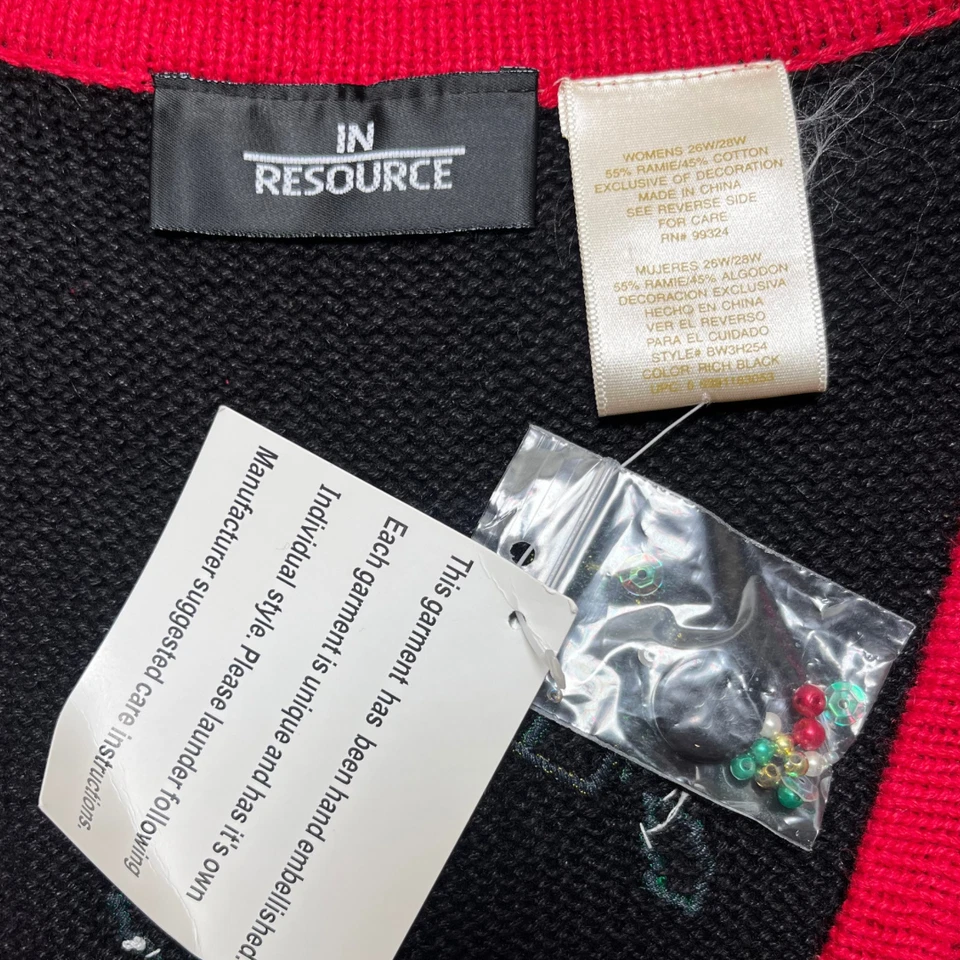 IN
RESOURCE
WOMENS 26W/28W
55% RAMIE/45% COTTON
EXCLUSIVE OF DECORATION
MADE IN CHINA
SEE REVERSE SIDE
FOR CARE
RN# 99324
MUJERES 26W/28W
55% RAMIE/45% ALGODON
DECORACION EXCLUSIVA
HECHO EN CHINA
VER EL REVERSO
PARA EL CUIDADO
STYLE# BW3H254
COLOR: RICH BLACK
UPC
This garment has been hand embellished.
Each garment is unique and has it's own
Individual style. Please launder following
Manufacturer suggested care instructions.